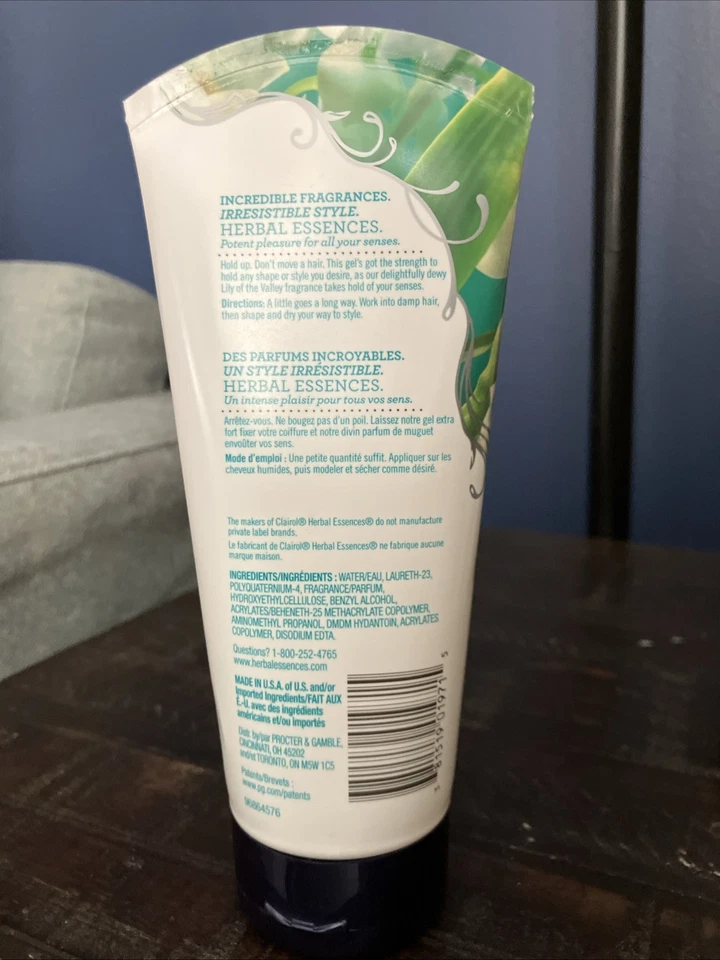 INCREDIBLE FRAGRANCES.
IRRESISTIBLE STYLE.
HERBAL ESSENCES.
Potent pleasure for all your senses.
Hold up. Don't move a hair. This gel's got the strength to
hold any shape or style you desire, as our delightfully dewy
Lily of the Valley fragrance takes hold of your senses.
Directions: A little goes a long way. Work into damp hair,
then shape and dry your way to style.
DES PARFUMS INCROYABLES.
UN STYLE IRRÉSISTIBLE.
HERBAL ESSENCES.
Un intense plaisir pour tous vos sens.
Arrêtez-vous. Ne bougez pas d'un poil. Laissez notre gel extra
fort fixer votre coiffure et notre divin parfum de muguet
envoûter vos sens.
Mode d'emploi : Une petite quantité suffit. Appliquer sur les
cheveux humides, puis modeler et sécher comme désiré.
The makers of Clairol® Herbal Essences® do not manufacture
private label brands.
Le fabricant de Clairol® Herbal Essences® ne fabrique aucune
marque maison.
INGREDIENTS/INGRÉDIENTS : WATER/EAU, LAURETH-23,
POLYQUATERNIUM-4, FRAGRANCE/PARFUM,
HYDROXYETHYLCELLULOSE, BENZYL ALCOHOL,
ACRYLATES/BEHENETH-25 METHACRYLATE COPOLYMER,
AMINOMETHYL PROPANOL, DMDM HYDANTOIN, ACRYLATES
COPOLYMER, DISODIUM EDTA.
Questions? 1-800-252-4765
www.herbalessences.com
MADE IN U.S.A. of U.S. and/or
Imported Ingredients/FAIT AUX
É.-U. avec des ingrédients
américains et/ou importés
Distr. by/par PROCTER & GAMBLE,
CINCINNATI, OH 45202
and/et TORONTO, ON M5W 1C5
Patents/Brevets :
www.pg.com/patents
96864576
3 81519 01971 5